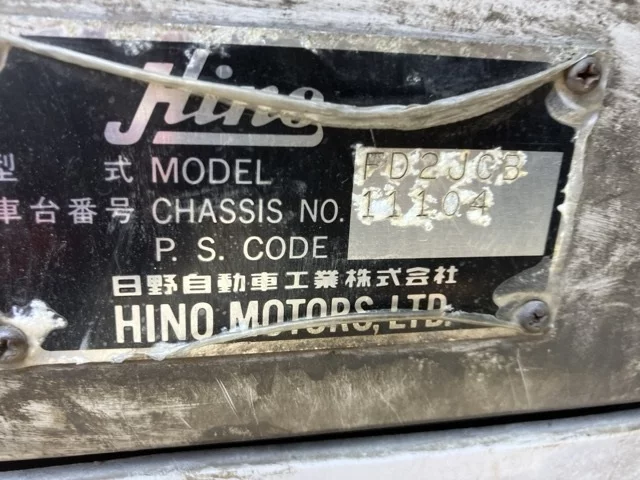 Hino
型式 MODEL FD2JCB
車台番号 CHASSIS NO. 11104
P. S. CODE
日野自動車工業株式会社
HINO MOTORS, LTD.